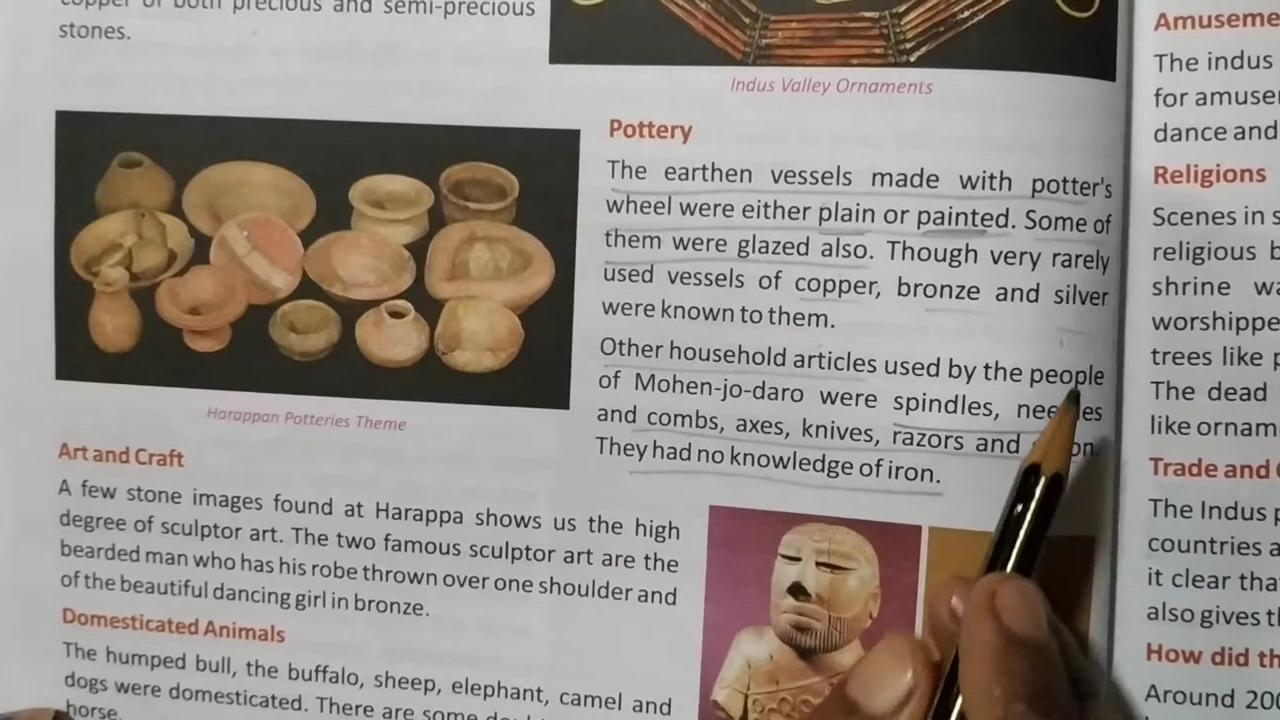 copper or both precious and semi-precious
stones.
Indus Valley Ornaments
Pottery
The earthen vessels made with potter's
wheel were either plain or painted. Some of
them were glazed also. Though very rarely
used vessels of copper, bronze and silver
were known to them.
Other household articles used by the people
of Mohen-jo-daro were spindles,
and combs, axes, knives, razors and
They had no knowledge of iron.
Harappan Potteries Theme
Art and Craft
A few stone images found at Harappa shows us the high
degree of sculptor art. The two famous sculptor art are the
bearded man who has his robe thrown over one shoulder and
of the beautiful dancing girl in bronze.
Domesticated Animals
The humped bull, the buffalo, sheep, elephant, camel and
dogs were domesticated. There are some
horse.
The indus
for
dance and
Religions
Scenes in
religious
shrine
trees like
The dead
like
Trade and
The Indus
countries
it clear
also gives
How did
Around